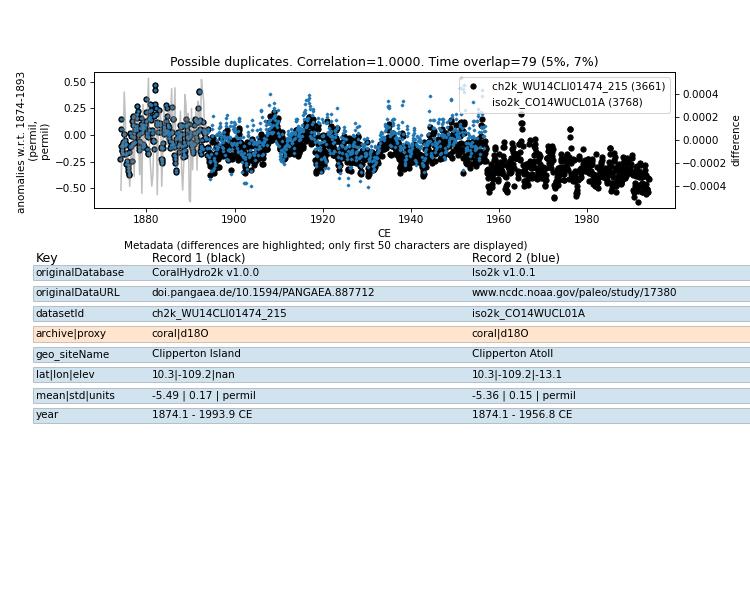 Possible duplicates. Correlation=1.0000. Time overlap=79 (5%, 7%)
anomalies w.r.t. 1874-1893
(permil,
permil)
0.50
0.25
0.00
−0.25
−0.50
ch2k_WU14CLI01474_215 (3661)
iso2k_CO14WUCL01A (3768)
0.0004
0.0002
0.0000
−0.0002
−0.0004
difference
1880 1900 1920 1940 1960 1980
CE
Metadata (differences are highlighted; only first 50 characters are displayed)
Key Record 1 (black) Record 2 (blue)
originalDatabase CoralHydro2k v1.0.0 Iso2k v1.0.1
originalDataURL doi.pangaea.de/10.1594/PANGAEA.887712 www.ncdc.noaa.gov/paleo/study/17380
datasetId ch2k_WU14CLI01474_215 iso2k_CO14WUCL01A
archive|proxy coral|d18O coral|d18O
geo_siteName Clipperton Island Clipperton Atoll
lat|lon|elev 10.3|-109.2|nan 10.3|-109.2|-13.1
mean|std|units -5.49 | 0.17 | permil -5.36 | 0.15 | permil
year 1874.1 - 1993.9 CE 1874.1 - 1956.8 CE